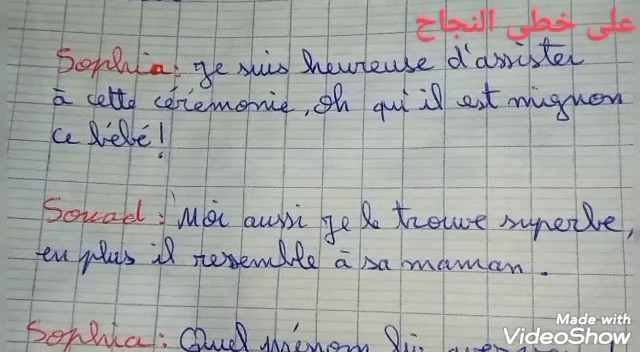 على خطى النجاح
Sophia: je suis heureuse d'assister
à cette cérémonie, oh qu'il est mignon
ce bébé!
Souad: Moi aussi je le trouve superbe,
en plus il ressemble à sa maman.
Sophia: Quel prénom
Made with
VideoShow